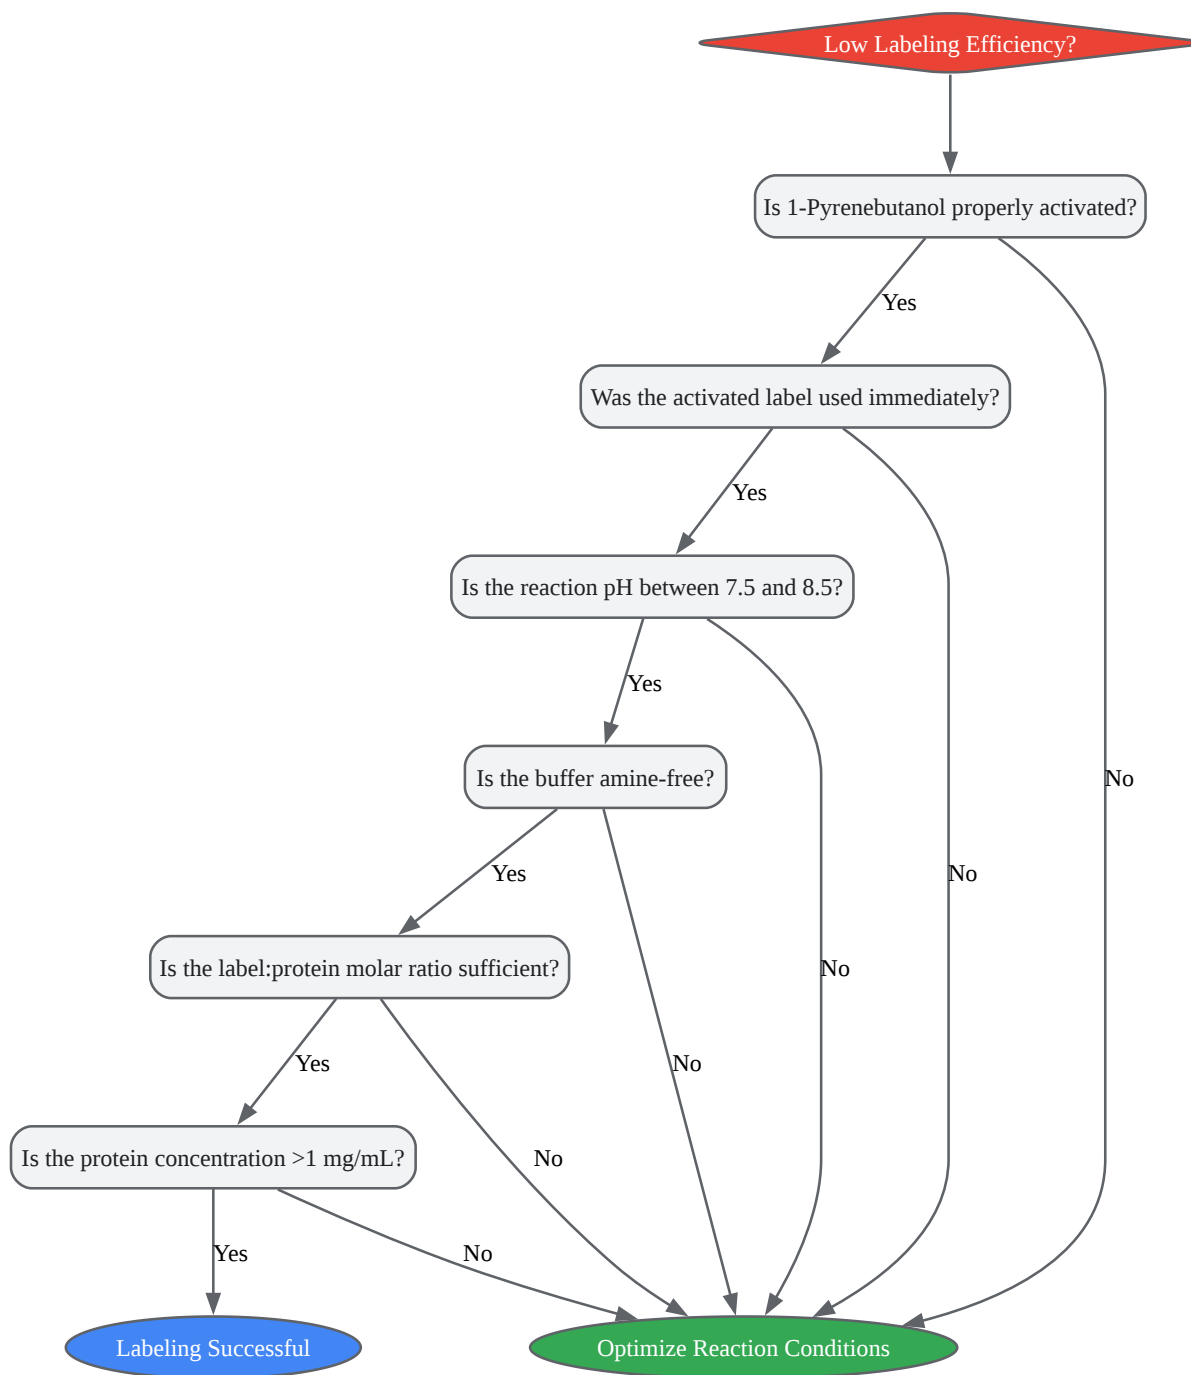 Low Labeling Efficiency?
Is 1-Pyrenebutanol properly activated?
Yes
Was the activated label used immediately?
Yes
Is the reaction pH between 7.5 and 8.5?
Yes
Is the buffer amine-free?
No
Yes
No
Is the label:protein molar ratio sufficient?
No
Yes
No
Is the protein concentration >1 mg/mL?
No
Yes
No
Labeling Successful
Optimize Reaction Conditions